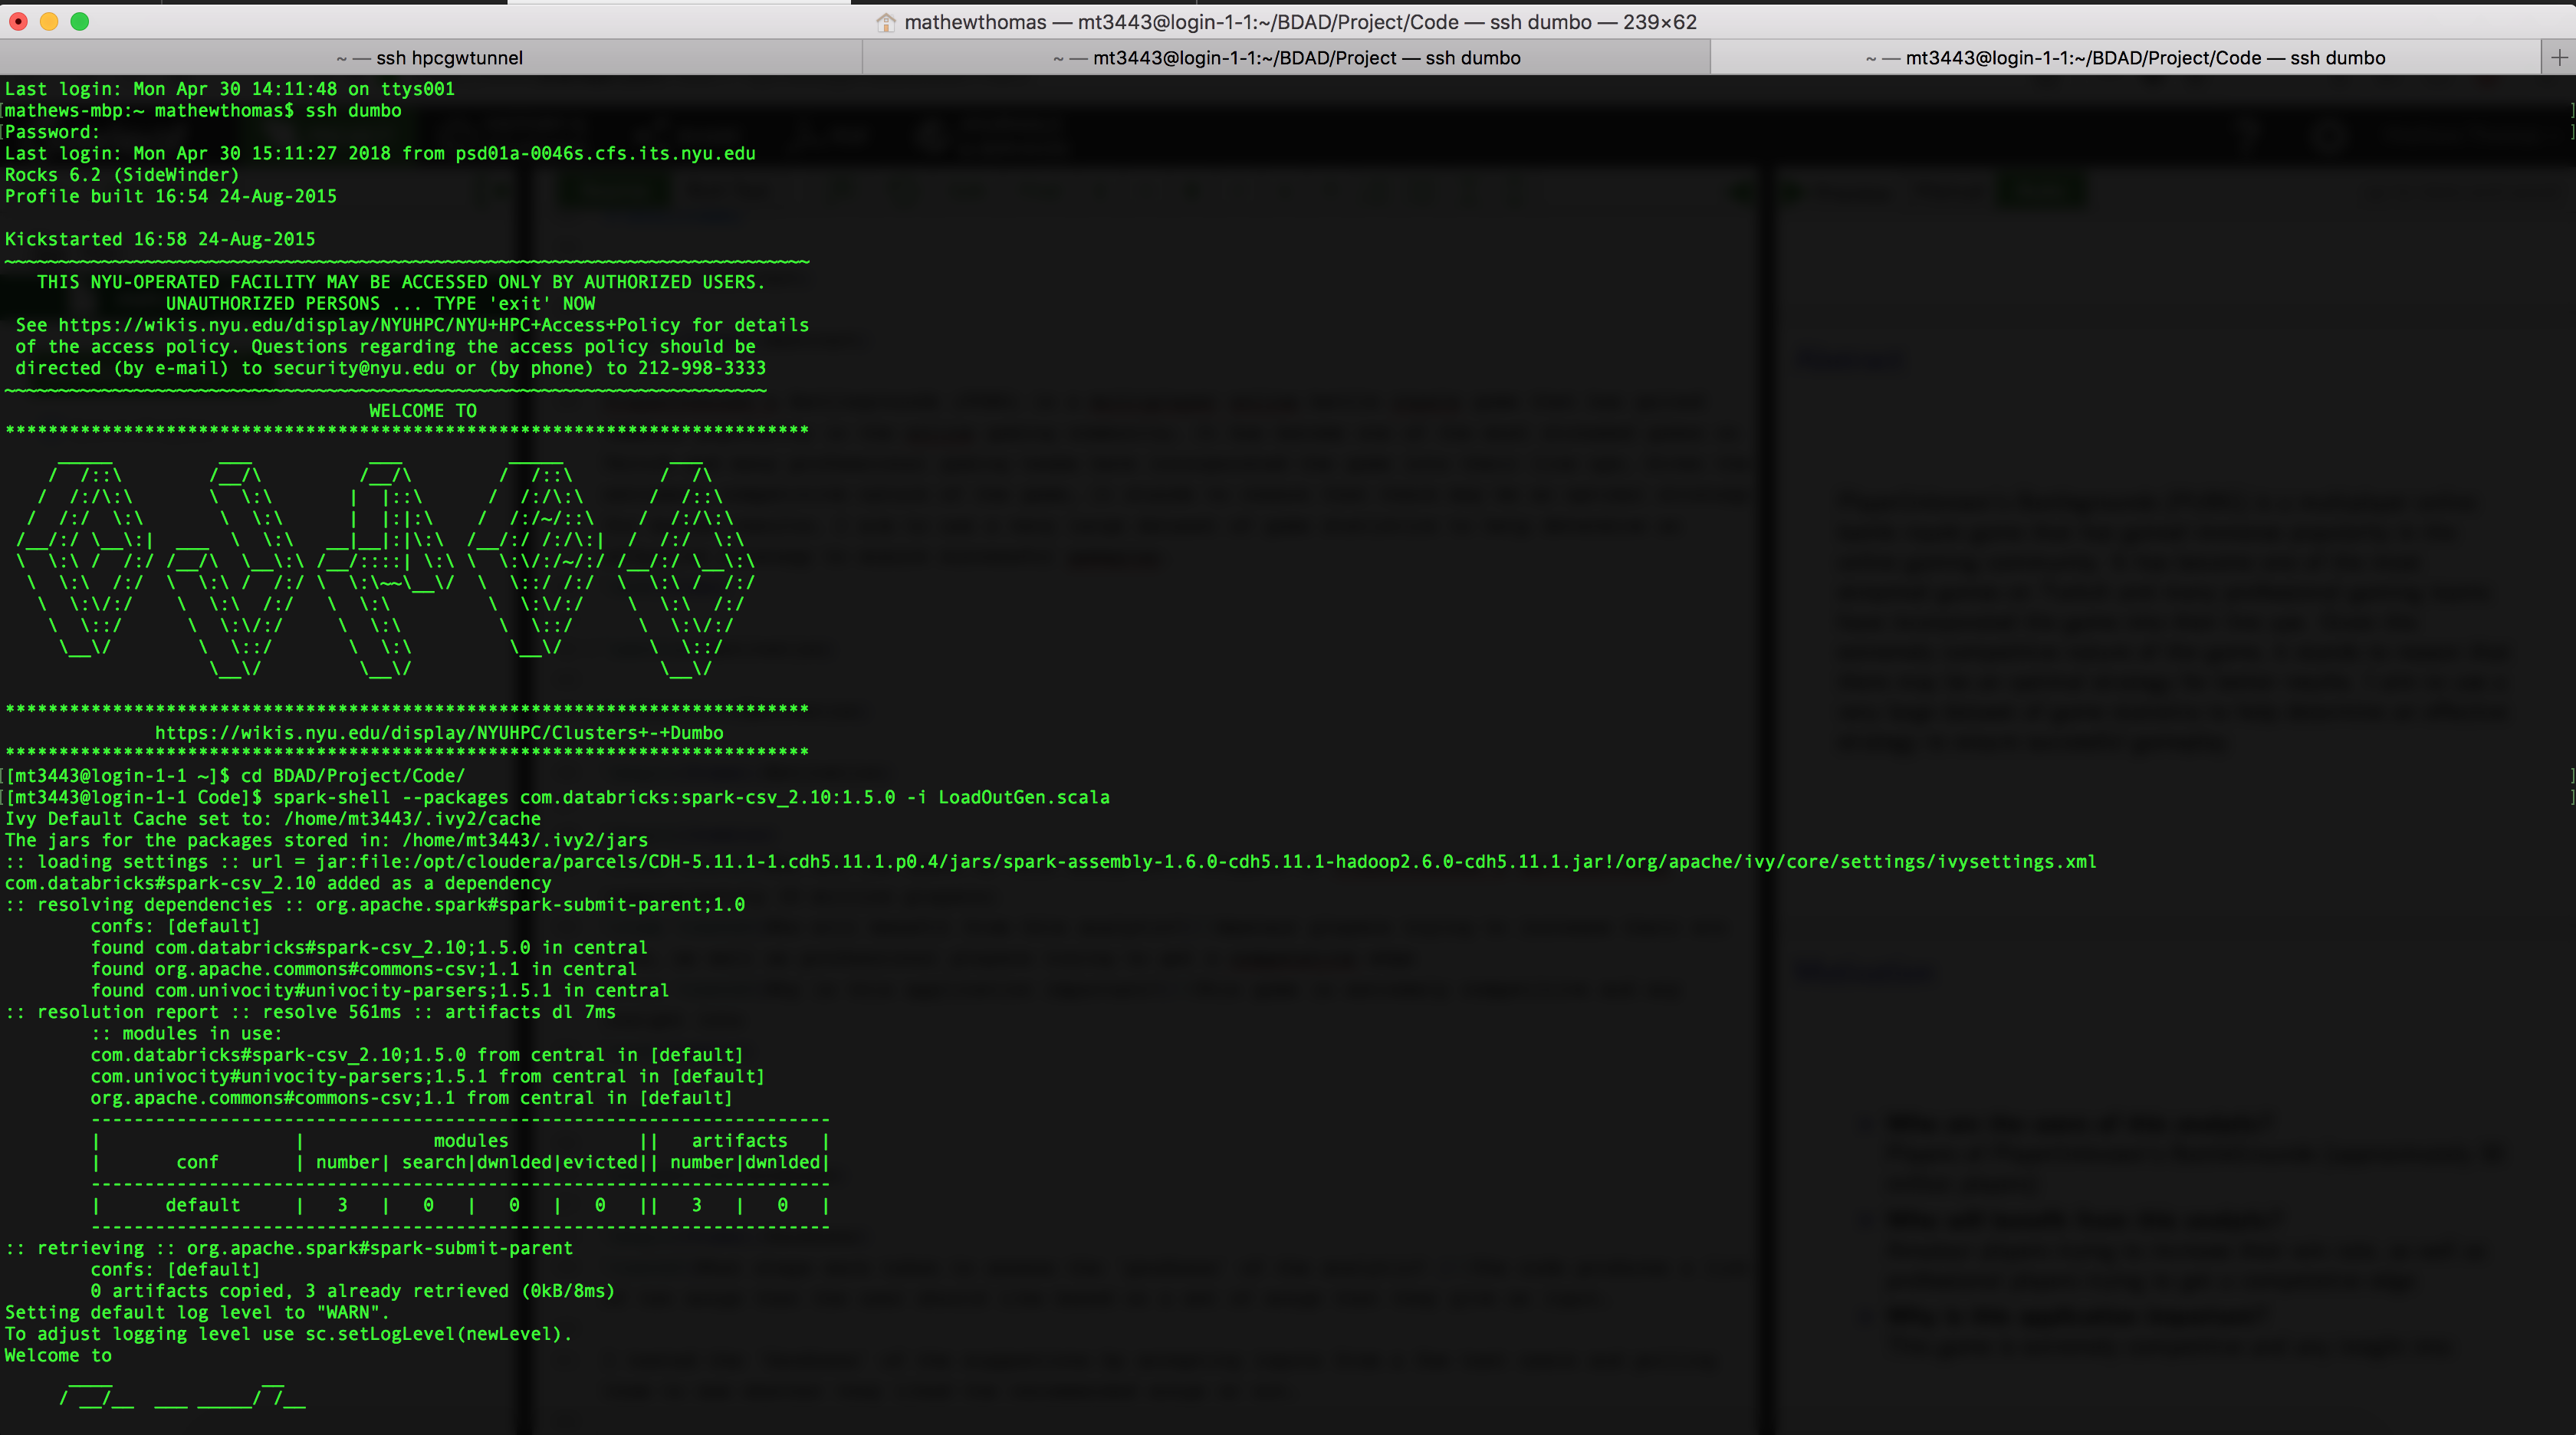 mathewthomas — mt3443@login-1-1:~/BDAD/Project/Code — ssh dumbo — 239×62
~ — ssh hpcgwtunnel
~ — mt3443@login-1-1:~/BDAD/Project — ssh dumbo
~ — mt3443@login-1-1:~/BDAD/Project/Code — ssh dumbo
Last login: Mon Apr 30 14:11:48 on ttys001
[mathews-mbp:~ mathewthomas$ ssh dumbo ]
[Password: ]
Last login: Mon Apr 30 15:11:27 2018 from psd01a-0046s.cfs.its.nyu.edu
Rocks 6.2 (SideWinder)
Profile built 16:54 24-Aug-2015
Kickstarted 16:58 24-Aug-2015
~~~~~~~~~~~~~~~~~~~~~~~~~~~~~~~~~~~~~~~~~~~~~~~~~~~~~~~~~~~~~~~~~~~~~~~~~~~
THIS NYU-OPERATED FACILITY MAY BE ACCESSED ONLY BY AUTHORIZED USERS.
UNAUTHORIZED PERSONS ... TYPE 'exit' NOW
See https://wikis.nyu.edu/display/NYUHPC/NYU+HPC+Access+Policy for details
of the access policy. Questions regarding the access policy should be
directed (by e-mail) to security@nyu.edu or (by phone) to 212-998-3333
~~~~~~~~~~~~~~~~~~~~~~~~~~~~~~~~~~~~~~~~~~~~~~~~~~~~~~~~~~~~~~~~~~~~~~~
WELCOME TO
***************************************************************************
***************************************************************************
https://wikis.nyu.edu/display/NYUHPC/Clusters+-+Dumbo
***************************************************************************
[[mt3443@login-1-1 ~]$ cd BDAD/Project/Code/ ]
[[mt3443@login-1-1 Code]$ spark-shell --packages com.databricks:spark-csv_2.10:1.5.0 -i LoadOutGen.scala ]
Ivy Default Cache set to: /home/mt3443/.ivy2/cache
The jars for the packages stored in: /home/mt3443/.ivy2/jars
:: loading settings :: url = jar:file:/opt/cloudera/parcels/CDH-5.11.1-1.cdh5.11.1.p0.4/jars/spark-assembly-1.6.0-cdh5.11.1-hadoop2.6.0-cdh5.11.1.jar!/org/apache/ivy/core/settings/ivysettings.xml
com.databricks#spark-csv_2.10 added as a dependency
:: resolving dependencies :: org.apache.spark#spark-submit-parent;1.0
confs: [default]
found com.databricks#spark-csv_2.10;1.5.0 in central
found org.apache.commons#commons-csv;1.1 in central
found com.univocity#univocity-parsers;1.5.1 in central
:: resolution report :: resolve 561ms :: artifacts dl 7ms
:: modules in use:
com.databricks#spark-csv_2.10;1.5.0 from central in [default]
com.univocity#univocity-parsers;1.5.1 from central in [default]
org.apache.commons#commons-csv;1.1 from central in [default]
---------------------------------------------------------------------
|                  |            modules            ||   artifacts   |
|       conf       | number| search|dwnlded|evicted|| number|dwnlded|
---------------------------------------------------------------------
|      default     |   3   |   0   |   0   |   0   ||   3   |   0   |
---------------------------------------------------------------------
:: retrieving :: org.apache.spark#spark-submit-parent
confs: [default]
0 artifacts copied, 3 already retrieved (0kB/8ms)
Setting default log level to "WARN".
To adjust logging level use sc.setLogLevel(newLevel).
Welcome to